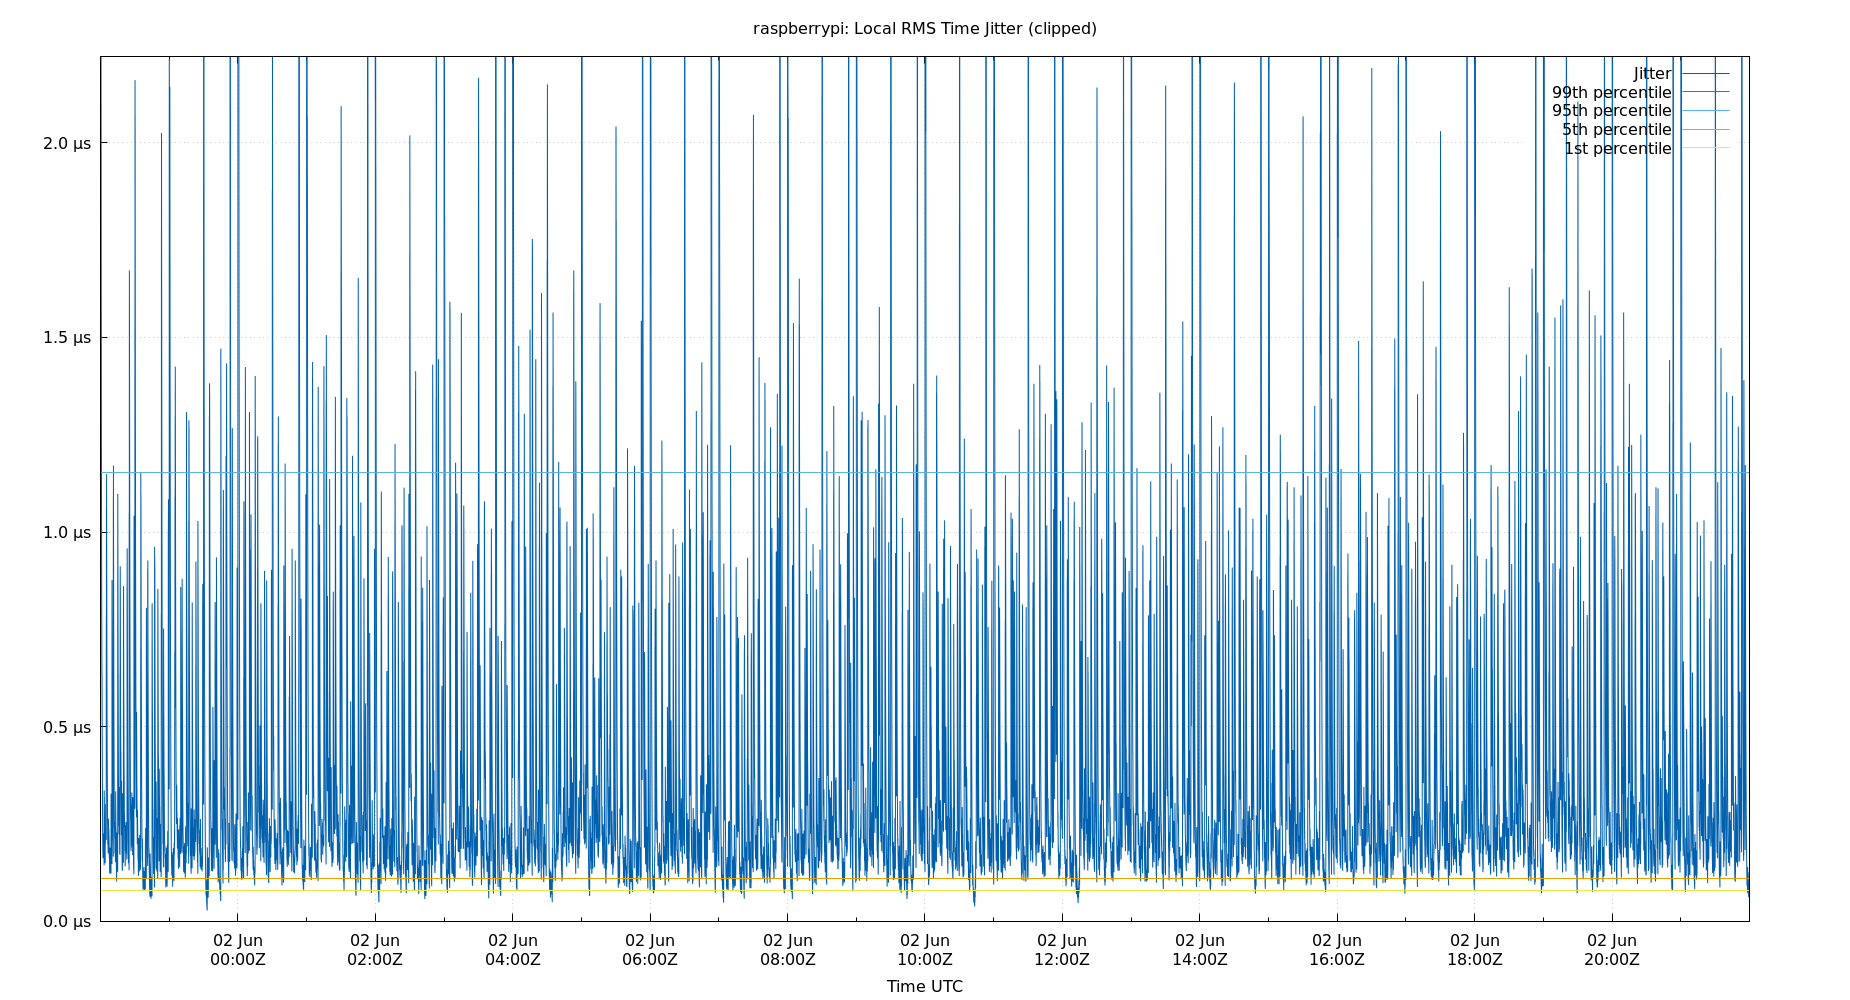 raspberrypi: Local RMS Time Jitter (clipped)
Jitter
99th percentile
95th percentile
5th percentile
1st percentile
2.0 µs
1.5 µs
1.0 µs
0.5 µs
0.0 µs
02 Jun 02 Jun 02 Jun 02 Jun 02 Jun 02 Jun 02 Jun 02 Jun 02 Jun 02 Jun 02 Jun
00:00Z 02:00Z 04:00Z 06:00Z 08:00Z 10:00Z 12:00Z 14:00Z 16:00Z 18:00Z 20:00Z
Time UTC